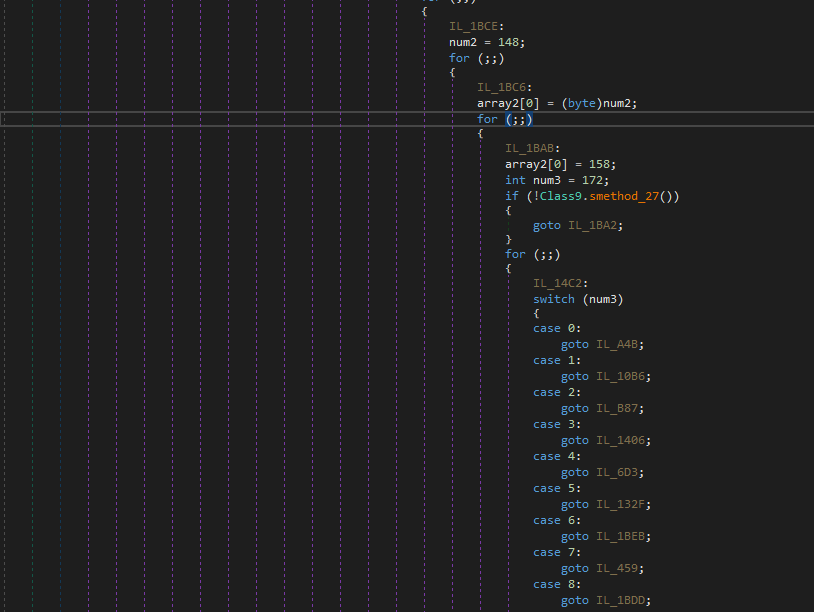 for (;;)
{
IL_1BCE:
num2 = 148;
for (;;)
{
IL_1BC6:
array2[0] = (byte)num2;
for (;;)
{
IL_1BAB:
array2[0] = 158;
int num3 = 172;
if (!Class9.smethod_27())
{
goto IL_1BA2;
}
for (;;)
{
IL_14C2:
switch (num3)
{
case 0:
goto IL_A4B;
case 1:
goto IL_10B6;
case 2:
goto IL_B87;
case 3:
goto IL_1406;
case 4:
goto IL_6D3;
case 5:
goto IL_132F;
case 6:
goto IL_1BEB;
case 7:
goto IL_459;
case 8:
goto IL_1BDD;